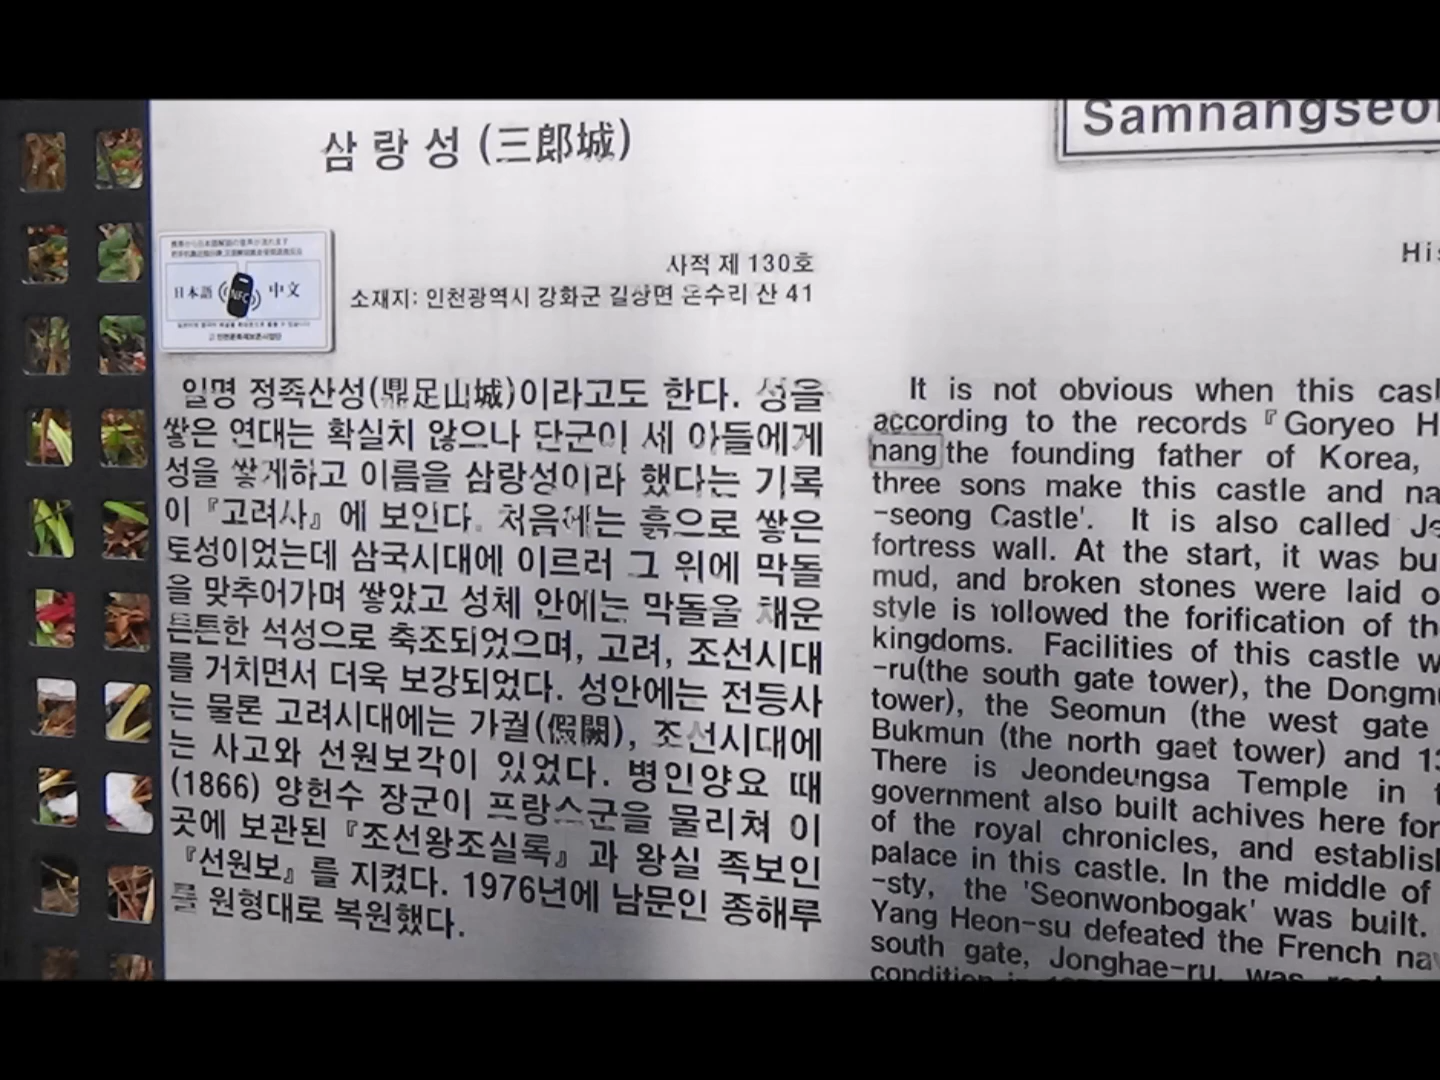 삼랑성 (三郞城)
Samnangseo
日本語
NFC
中文
사적 제 130호
소재지: 인천광역시 강화군 길상면 온수리 산 41
일명 정족산성(鼎足山城)이라고도 한다. 성을
쌓은 연대는 확실치 않으나 단군이 세 아들에게
성을 쌓게하고 이름을 삼랑성이라 했다는 기록
이 『고려사』에 보인다. 처음에는 흙으로 쌓은
토성이었는데 삼국시대에 이르러 그 위에 막돌
을 맞추어가며 쌓았고 성체 안에는 막돌을 채운
튼튼한 석성으로 축조되었으며, 고려, 조선시대
를 거치면서 더욱 보강되었다. 성안에는 전등사
는 물론 고려시대에는 가궐(假闕), 조선시대에
는 사고와 선원보각이 있었다. 병인양요 때
(1866) 양헌수 장군이 프랑스군을 물리쳐 이
곳에 보관된 『조선왕조실록』과 왕실 족보인
『선원보』를 지켰다. 1976년에 남문인 종해루
를 원형대로 복원했다.
His
It is not obvious when this cast
according to the records 『Goryeo H
nang the founding father of Korea,
three sons make this castle and na
-seong Castle'. It is also called Je
fortress wall. At the start, it was bu
mud, and broken stones were laid o
style is followed the forification of th
kingdoms. Facilities of this castle w
-ru(the south gate tower), the Dongmu
tower), the Seomun (the west gate
Bukmun (the north gaet tower) and 13
There is Jeondeungsa Temple in
government also built achives here for
of the royal chronicles, and establish
palace in this castle. In the middle of
-sty, the 'Seonwonbogak' was built.
Yang Heon-su defeated the French na
south gate, Jonghae-ru, was
condition in